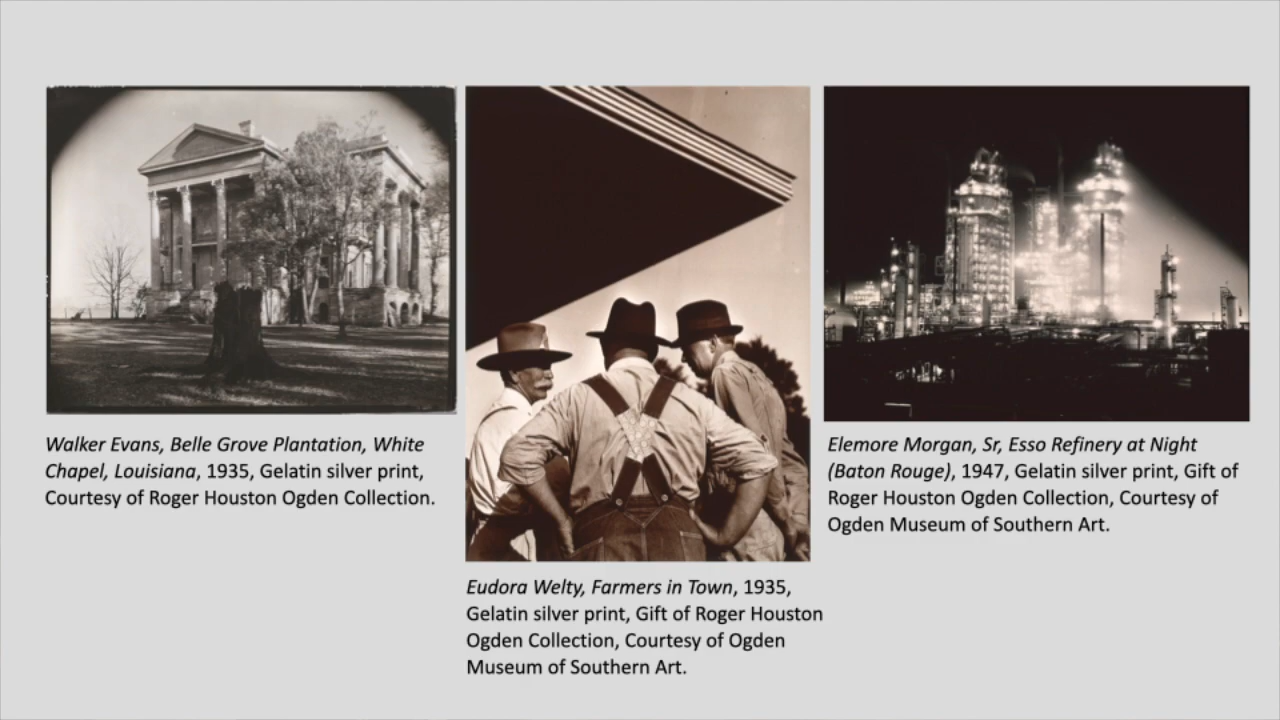 Walker Evans, Belle Grove Plantation, White
Chapel, Louisiana, 1935, Gelatin silver print,
Courtesy of Roger Houston Ogden Collection.
Eudora Welty, Farmers in Town, 1935,
Gelatin silver print, Gift of Roger Houston
Ogden Collection, Courtesy of Ogden
Museum of Southern Art.
Elemore Morgan, Sr, Esso Refinery at Night
(Baton Rouge), 1947, Gelatin silver print, Gift of
Roger Houston Ogden Collection, Courtesy of
Ogden Museum of Southern Art.